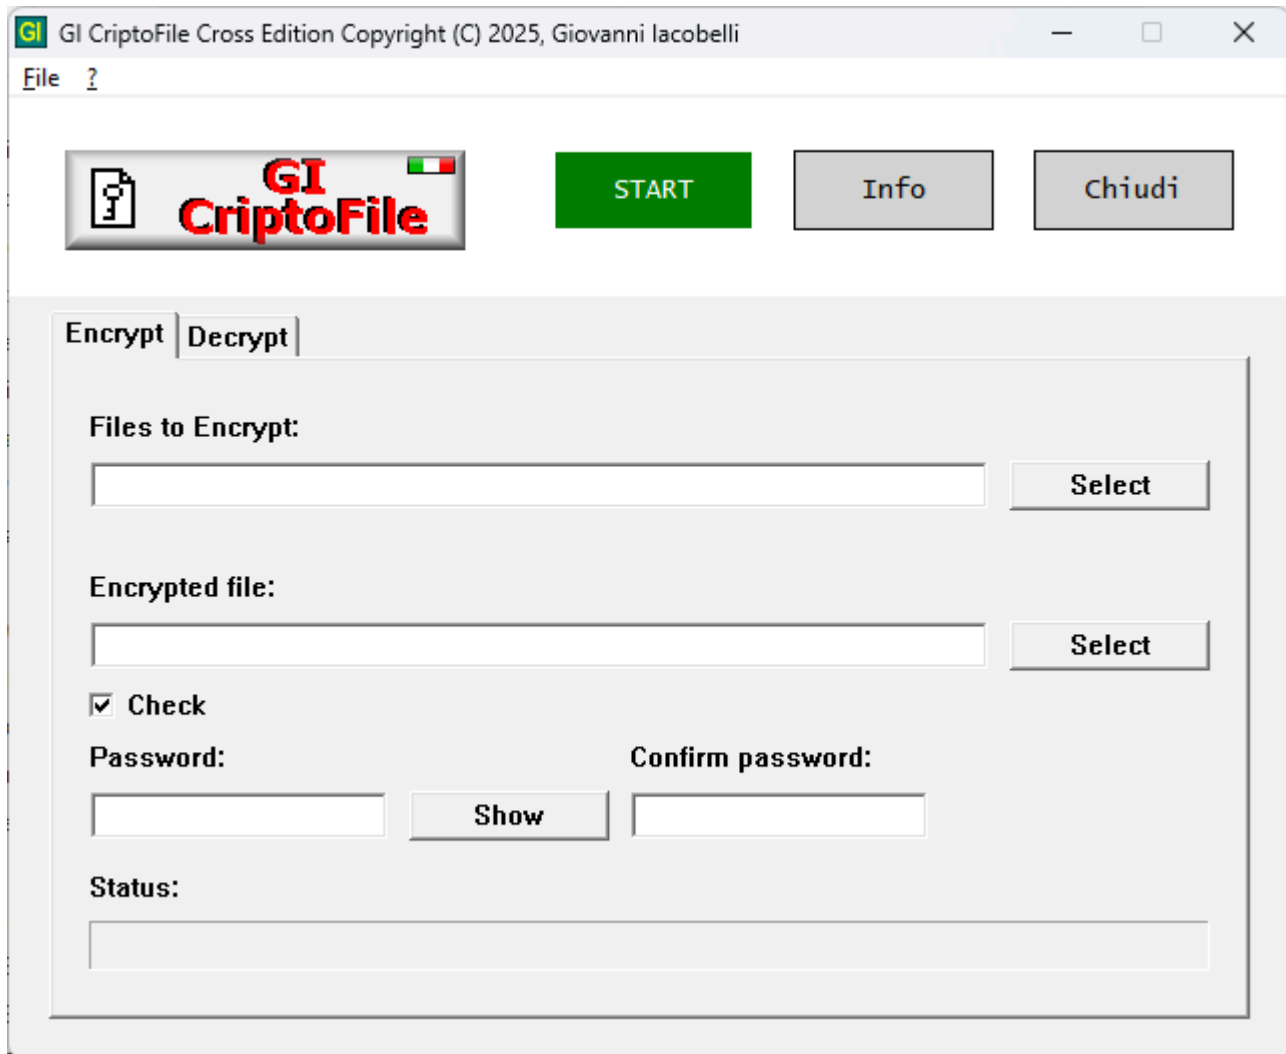 GI GI CriptoFile Cross Edition Copyright (C) 2025, Giovanni Iacobelli
File ?
GI
CriptoFile
START Info Chiudi
Encrypt Decrypt
Files to Encrypt:
Select
Encrypted file:
Select
Check
Password: Confirm password:
Show
Status: